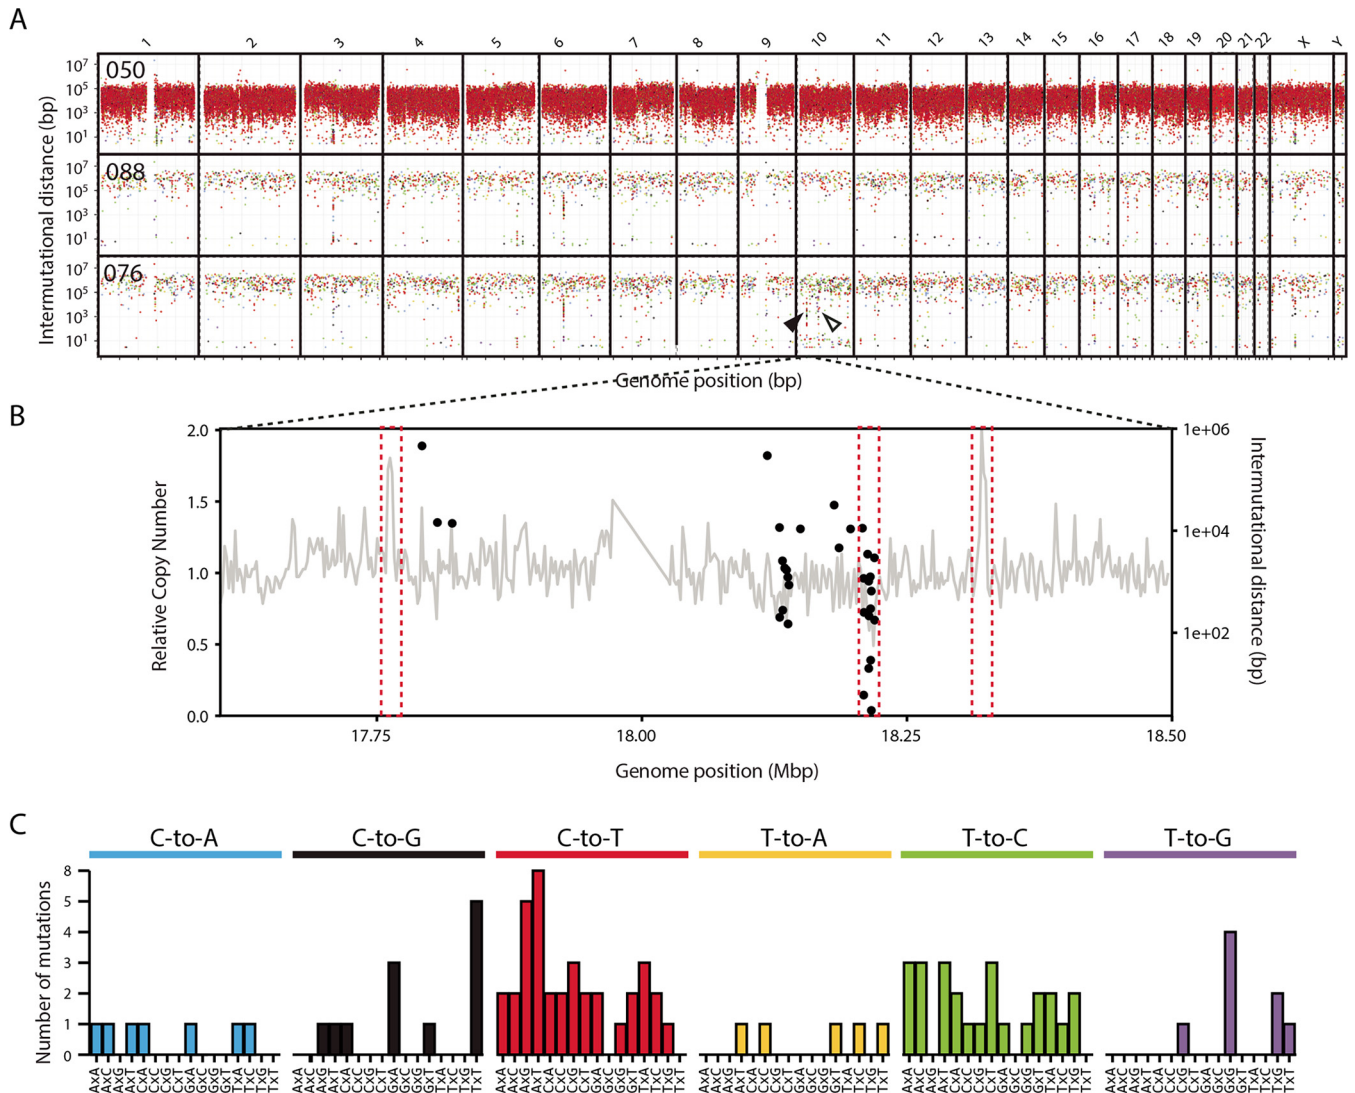 A
1 2 3 4 5 6 7 8 9 10 11 12 13 14 15 16 17 18 19 20 21 22 X Y
Intermutational distance (bp)
10⁷ 10⁵ 10³ 10¹
050
10⁷ 10⁵ 10³ 10¹
088
10⁷ 10⁵ 10³ 10¹
076
Genome position (bp)
B
Relative Copy Number
2.0
1.5
1.0
0.5
0.0
1e+06
1e+04
1e+02
Intermutational distance (bp)
17.75 18.00 18.25 18.50
Genome position (Mbp)
C
C-to-A C-to-G C-to-T T-to-A T-to-C T-to-G
Number of mutations
8
5
4
3
2
1
0
AxA AxC AxG AxT CxA CxC CxG CxT GxA GxC GxG GxT TxA TxC TxG TxT
AxA AxC AxG AxT CxA CxC CxG CxT GxA GxC GxG GxT TxA TxC TxG TxT
AxA AxC AxG AxT CxA CxC CxG CxT GxA GxC GxG GxT TxA TxC TxG TxT
AxA AxC AxG AxT CxA CxC CxG CxT GxA GxC GxG GxT TxA TxC TxG TxT
AxA AxC AxG AxT CxA CxC CxG CxT GxA GxC GxG GxT TxA TxC TxG TxT
AxA AxC AxG AxT CxA CxC CxG CxT GxA GxC GxG GxT TxA TxC TxG TxT